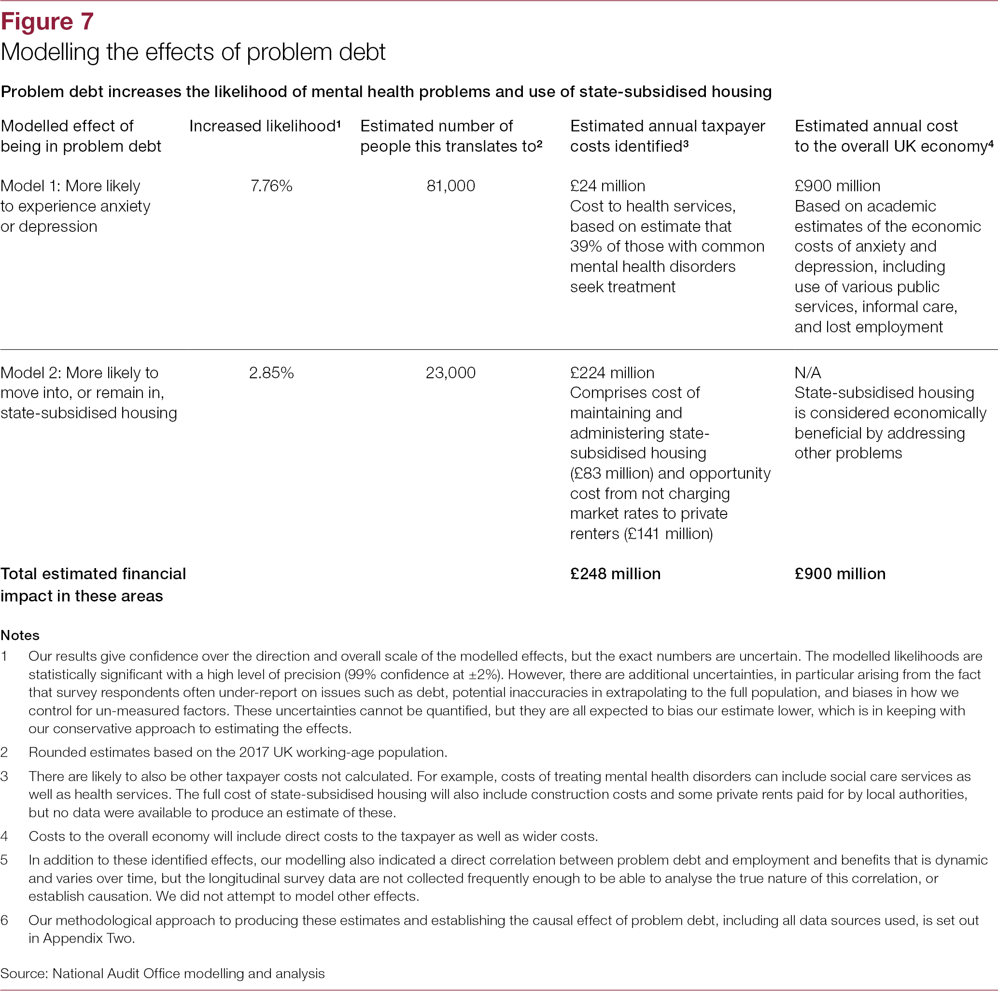 Figure 7
Modelling the effects of problem debt
Problem debt increases the likelihood of mental health problems and use of state-subsidised housing
Modelled effect of
being in problem debt
Increased likelihood¹
Estimated number of
people this translates to²
Estimated annual taxpayer
costs identified³
Estimated annual cost
to the overall UK economy⁴
Model 1: More likely
to experience anxiety
or depression
7.76%
81,000
£24 million
Cost to health services,
based on estimate that
39% of those with common
mental health disorders
seek treatment
£900 million
Based on academic
estimates of the economic
costs of anxiety and
depression, including
use of various public
services, informal care,
and lost employment
Model 2: More likely to
move into, or remain in,
state-subsidised housing
2.85%
23,000
£224 million
Comprises cost of
maintaining and
administering state-
subsidised housing
(£83 million) and opportunity
cost from not charging
market rates to private
renters (£141 million)
N/A
State-subsidised housing
is considered economically
beneficial by addressing
other problems
Total estimated financial
impact in these areas
£248 million
£900 million
Notes
1 Our results give confidence over the direction and overall scale of the modelled effects, but the exact numbers are uncertain. The modelled likelihoods are
statistically significant with a high level of precision (99% confidence at ±2%). However, there are additional uncertainties, in particular arising from the fact
that survey respondents often under-report on issues such as debt, potential inaccuracies in extrapolating to the full population, and biases in how we
control for un-measured factors. These uncertainties cannot be quantified, but they are all expected to bias our estimate lower, which is in keeping with
our conservative approach to estimating the effects.
2 Rounded estimates based on the 2017 UK working-age population.
3 There are likely to also be other taxpayer costs not calculated. For example, costs of treating mental health disorders can include social care services as
well as health services. The full cost of state-subsidised housing will also include construction costs and some private rents paid for by local authorities,
but no data were available to produce an estimate of these.
4 Costs to the overall economy will include direct costs to the taxpayer as well as wider costs.
5 In addition to these identified effects, our modelling also indicated a direct correlation between problem debt and employment and benefits that is dynamic
and varies over time, but the longitudinal survey data are not collected frequently enough to be able to analyse the true nature of this correlation, or
establish causation. We did not attempt to model other effects.
6 Our methodological approach to producing these estimates and establishing the causal effect of problem debt, including all data sources used, is set out
in Appendix Two.
Source: National Audit Office modelling and analysis